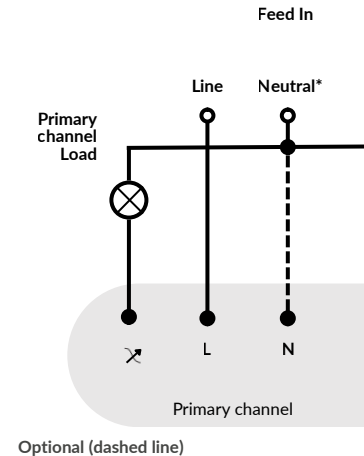 Feed In
Line
Neutral*
Primary
channel
Load
L
N
Primary channel
Optional (dashed line)